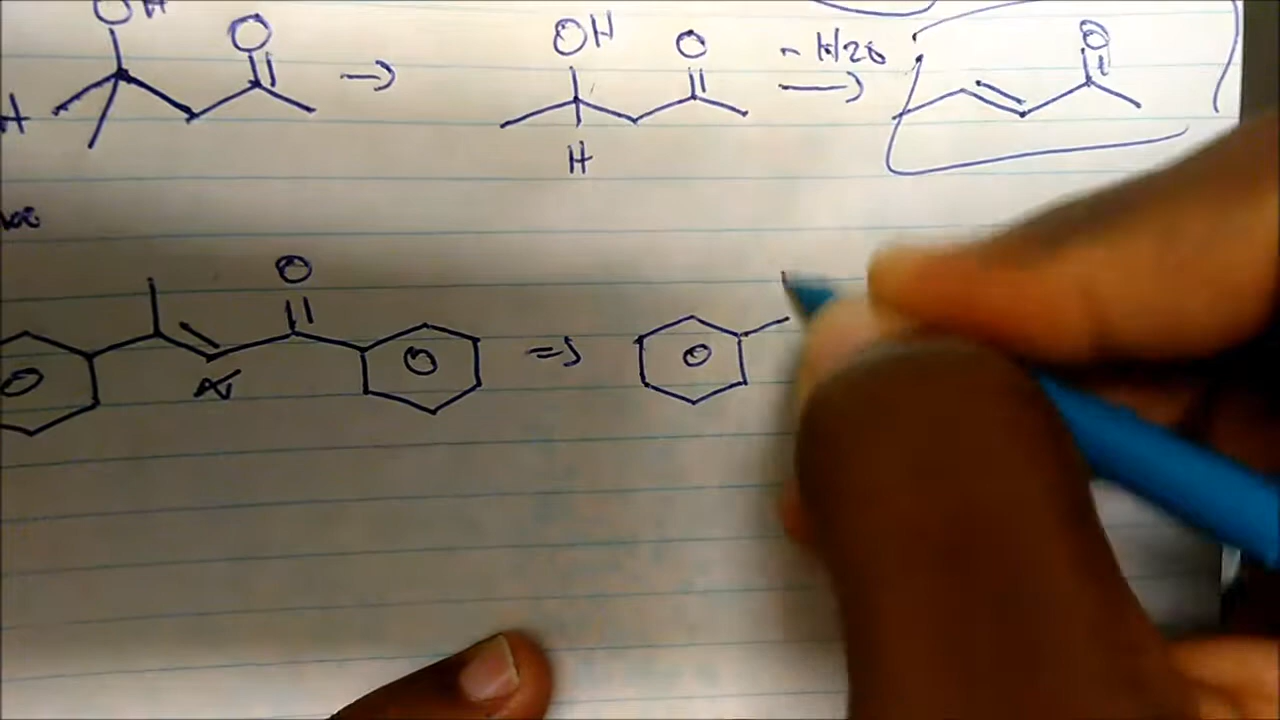 OH OH O - H2O O
O →
H H
O
α